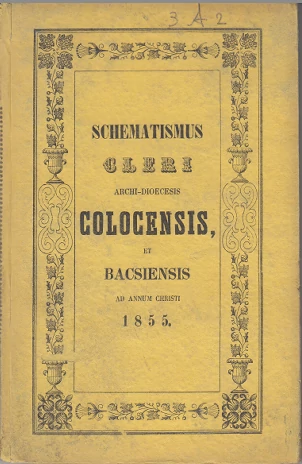 3 A 2
SCHEMATISMUS
CLERI
ARCHI-DIOECESIS
COLOCENSIS,
ET
BACSIENSIS
AD ANNUM CHRISTI
1855.